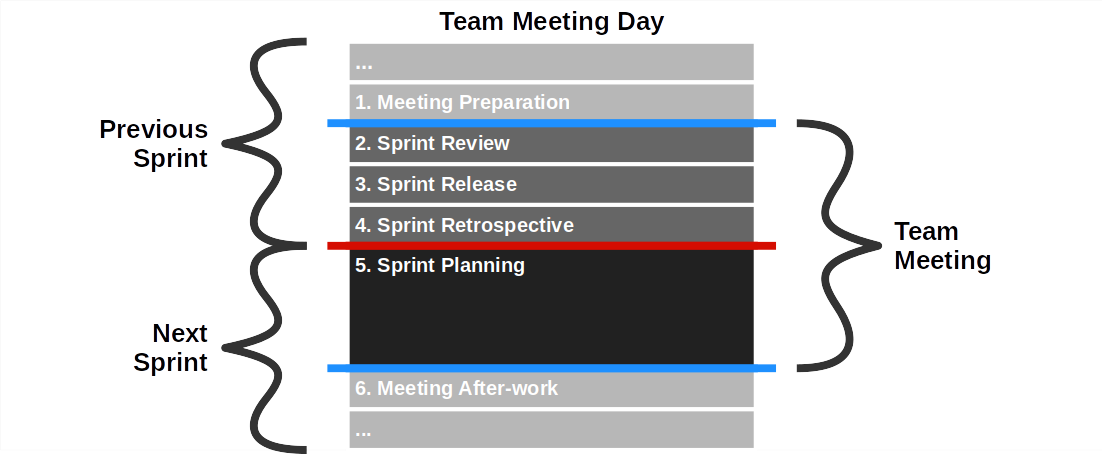 Team Meeting Day
...
1. Meeting Preparation
Previous
Sprint
2. Sprint Review
3. Sprint Release
4. Sprint Retrospective
Team
Meeting
5. Sprint Planning
Next
Sprint
6. Meeting After-work
...